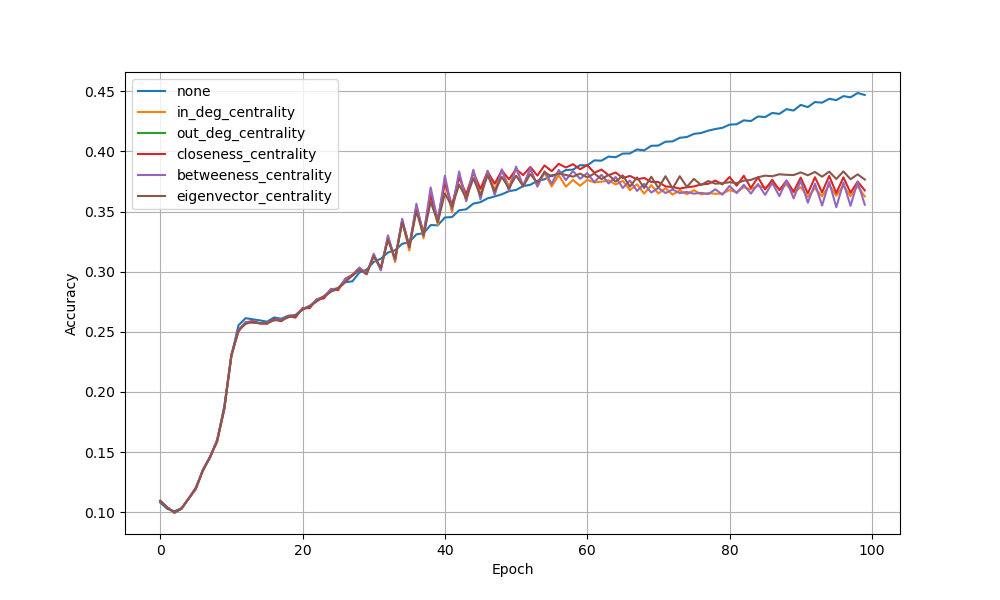 none
in_deg_centrality
out_deg_centrality
closeness_centrality
betweeness_centrality
eigenvector_centrality
0.45
0.40
0.35
0.30
0.25
0.20
0.15
0.10
Accuracy
0 20 40 60 80 100
Epoch